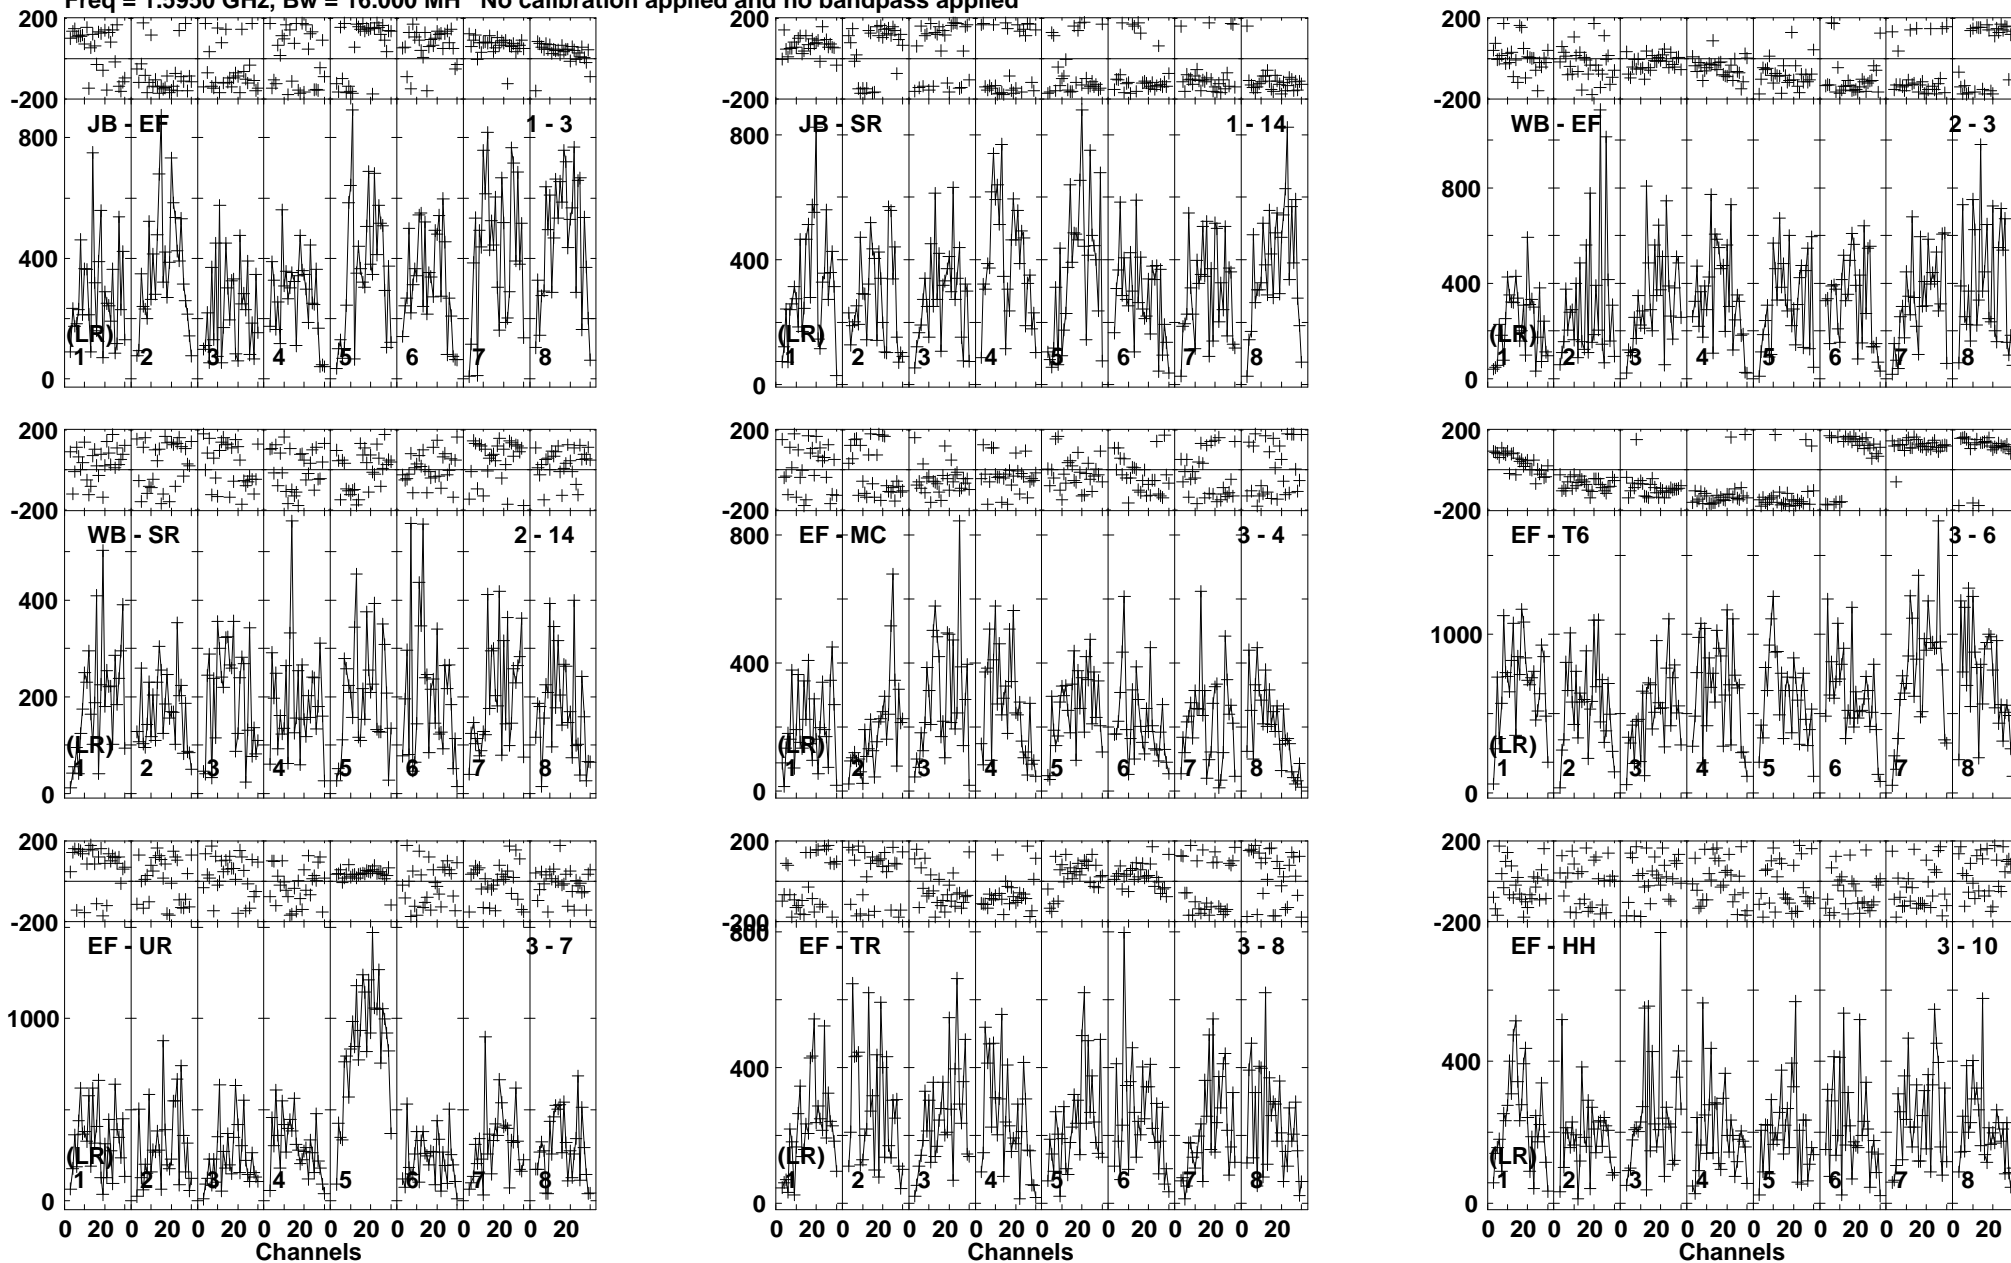 Freq = 1.5950 GHz, Bw = 16.000 MH No calibration applied and no bandpass applied
200 200 200
-200 -200 -200
JB - EF 1 - 3 JB - SR 1 - 14 WB - EF 2 - 3
800 800 800
400 400 400
(LR) (LR) (LR)
1 2 3 4 5 6 7 8 1 2 3 4 5 6 7 8 1 2 3 4 5 6 7 8
0 0 0
200 200 200
-200 -200 -200
WB - SR 2 - 14 EF - MC 3 - 4 EF - T6 3 - 6
400 800 1000
200 400
(LR) (LR) (LR)
1 2 3 4 5 6 7 8 1 2 3 4 5 6 7 8 1 2 3 4 5 6 7 8
0 0 0
200 200 200
-200 -200 -200
800
EF - UR 3 - 7 EF - TR 3 - 8 EF - HH 3 - 10
1000 400 400
(LR) (LR) (LR)
1 2 3 4 5 6 7 8 1 2 3 4 5 6 7 8 1 2 3 4 5 6 7 8
0 0 0
0 20 0 20 0 20 0 20 0 20 0 20 0 20 0 20 0 20 0 20 0 20 0 20 0 20 0 20 0 20 0 20 0 20 0 20 0 20 0 20 0 20 0 20 0 20 0 20
Channels Channels Channels